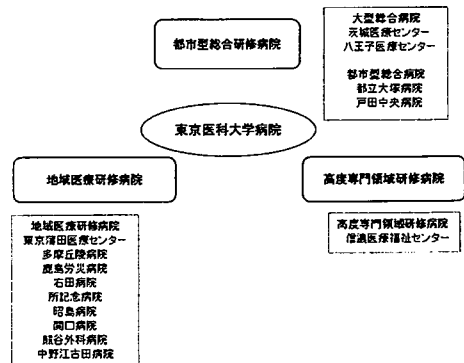 都市型総合研修病院
大型総合病院
茨城医療センター
八王子医療センター
都市型総合病院
都立大塚病院
戸田中央病院
東京医科大学病院
地域医療研修病院
高度専門領域研修病院
地域医療研修病院
東京蒲田医療センター
多摩丘陵病院
鹿島労災病院
右田病院
所記念病院
昭島病院
関口病院
熊谷外科病院
中野江古田病院
高度専門領域研修病院
信濃医療福祉センター